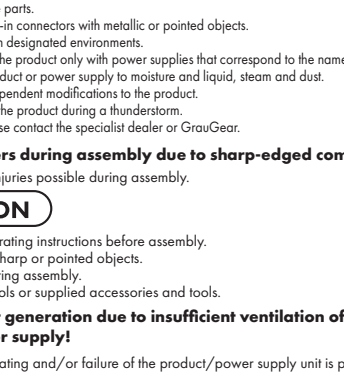 parts.
-in connectors with metallic or pointed objects.
designated environments.
he product only with power supplies that correspond to the name
duct or power supply to moisture and liquid, steam and dust.
pendent modifications to the product.
the product during a thunderstorm.
se contact the specialist dealer or GrauGear.
ers during assembly due to sharp-edged com
njuries possible during assembly.
ON
rating instructions before assembly.
harp or pointed objects.
ring assembly.
ols or supplied accessories and tools.
generation due to insufficient ventilation of
r supply!
ating and/or failure of the product/power supply unit is p